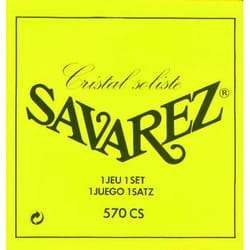 Cristal soliste
SAVAREZ®
1 JEU 1 SET
1 JUEGO 1 SATZ
570 CS